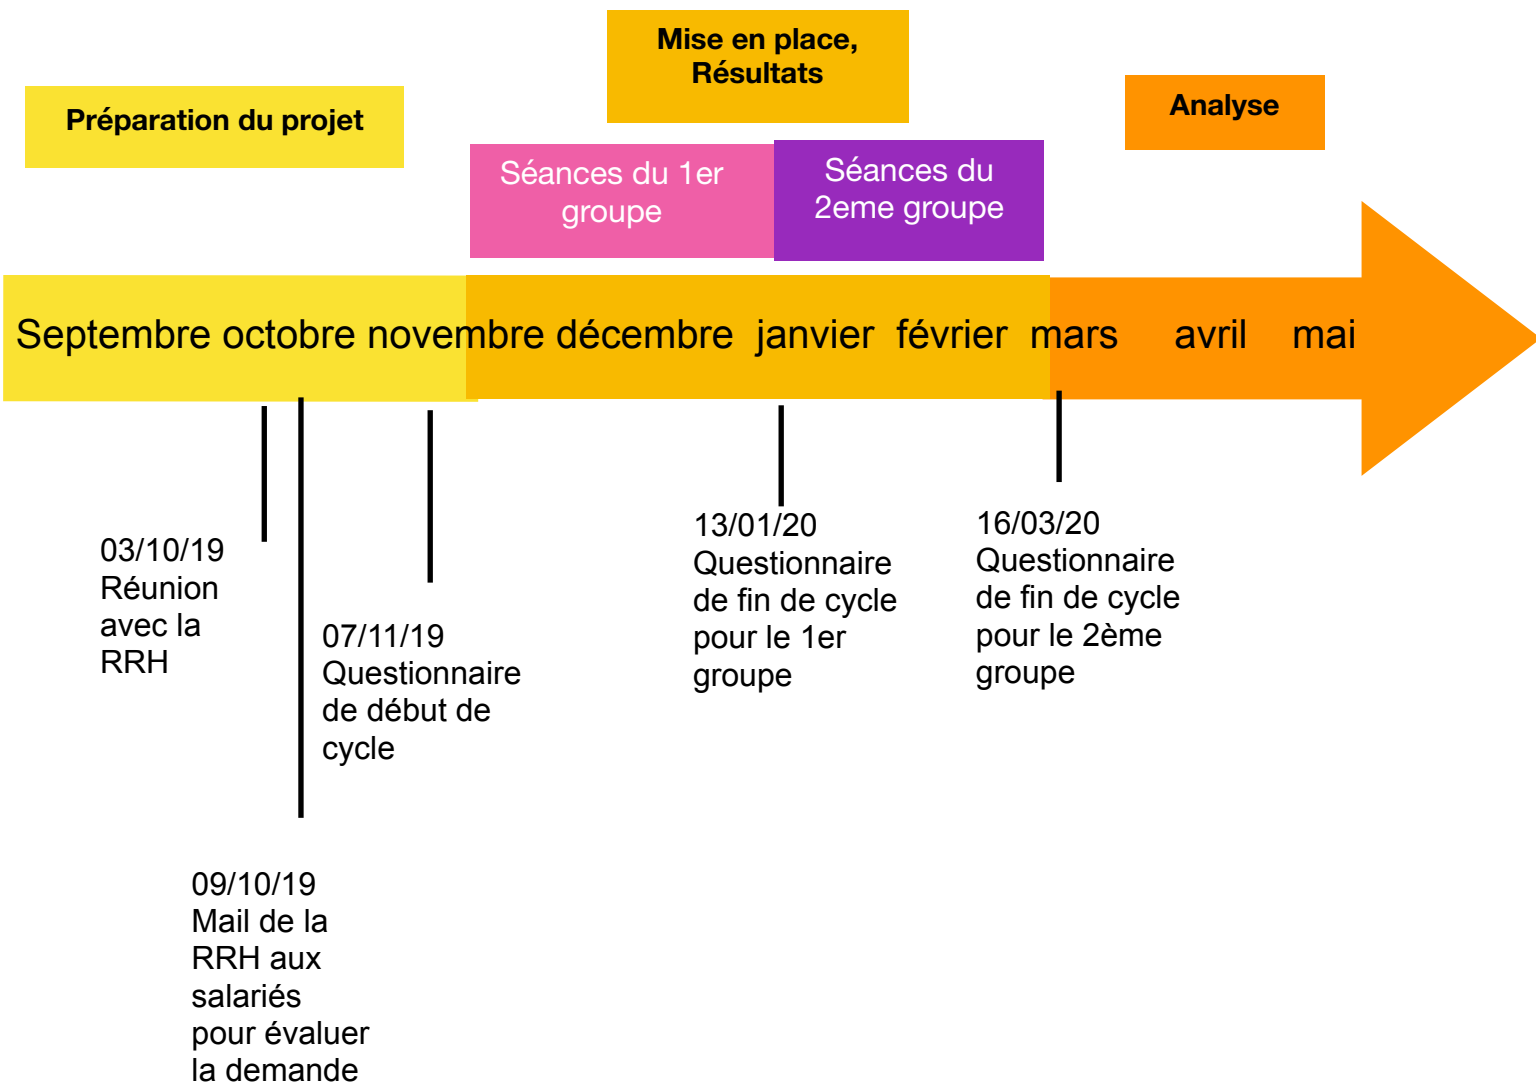 Mise en place,
Résultats
Préparation du projet
Analyse
Séances du 1er
groupe
Séances du
2eme groupe
Septembre octobre novembre décembre janvier février mars avril mai
03/10/19
Réunion
avec la
RRH
07/11/19
Questionnaire
de début de
cycle
13/01/20
Questionnaire
de fin de cycle
pour le 1er
groupe
16/03/20
Questionnaire
de fin de cycle
pour le 2ème
groupe
09/10/19
Mail de la
RRH aux
salariés
pour évaluer
la demande